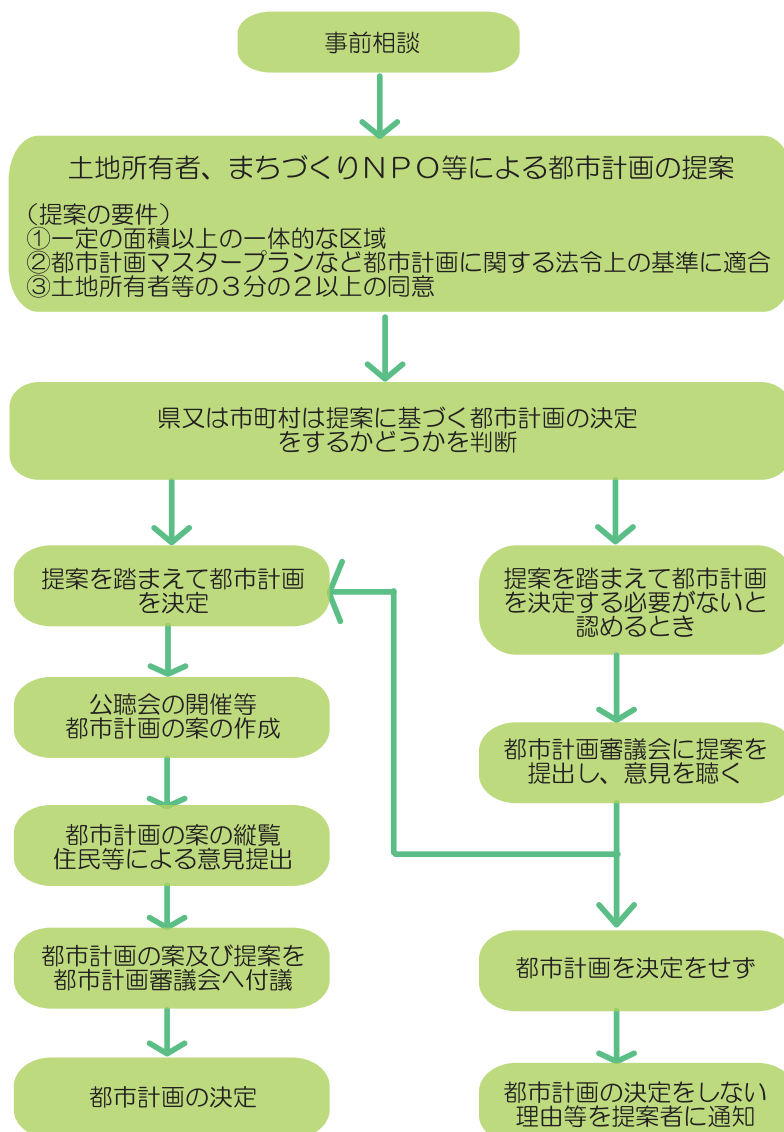 事前相談
土地所有者、まちづくりNPO等による都市計画の提案
(提案の要件)
①一定の面積以上の一体的な区域
②都市計画マスタープランなど都市計画に関する法令上の基準に適合
③土地所有者等の3分の2以上の同意
県又は市町村は提案に基づく都市計画の決定
をするかどうかを判断
提案を踏まえて都市計画
を決定
公聴会の開催等
都市計画の案の作成
都市計画の案の縦覧
住民等による意見提出
都市計画の案及び提案を
都市計画審議会へ付議
都市計画の決定
提案を踏まえて都市計画
を決定する必要がないと
認めるとき
都市計画審議会に提案を
提出し、意見を聴く
都市計画を決定をせず
都市計画の決定をしない
理由等を提案者に通知